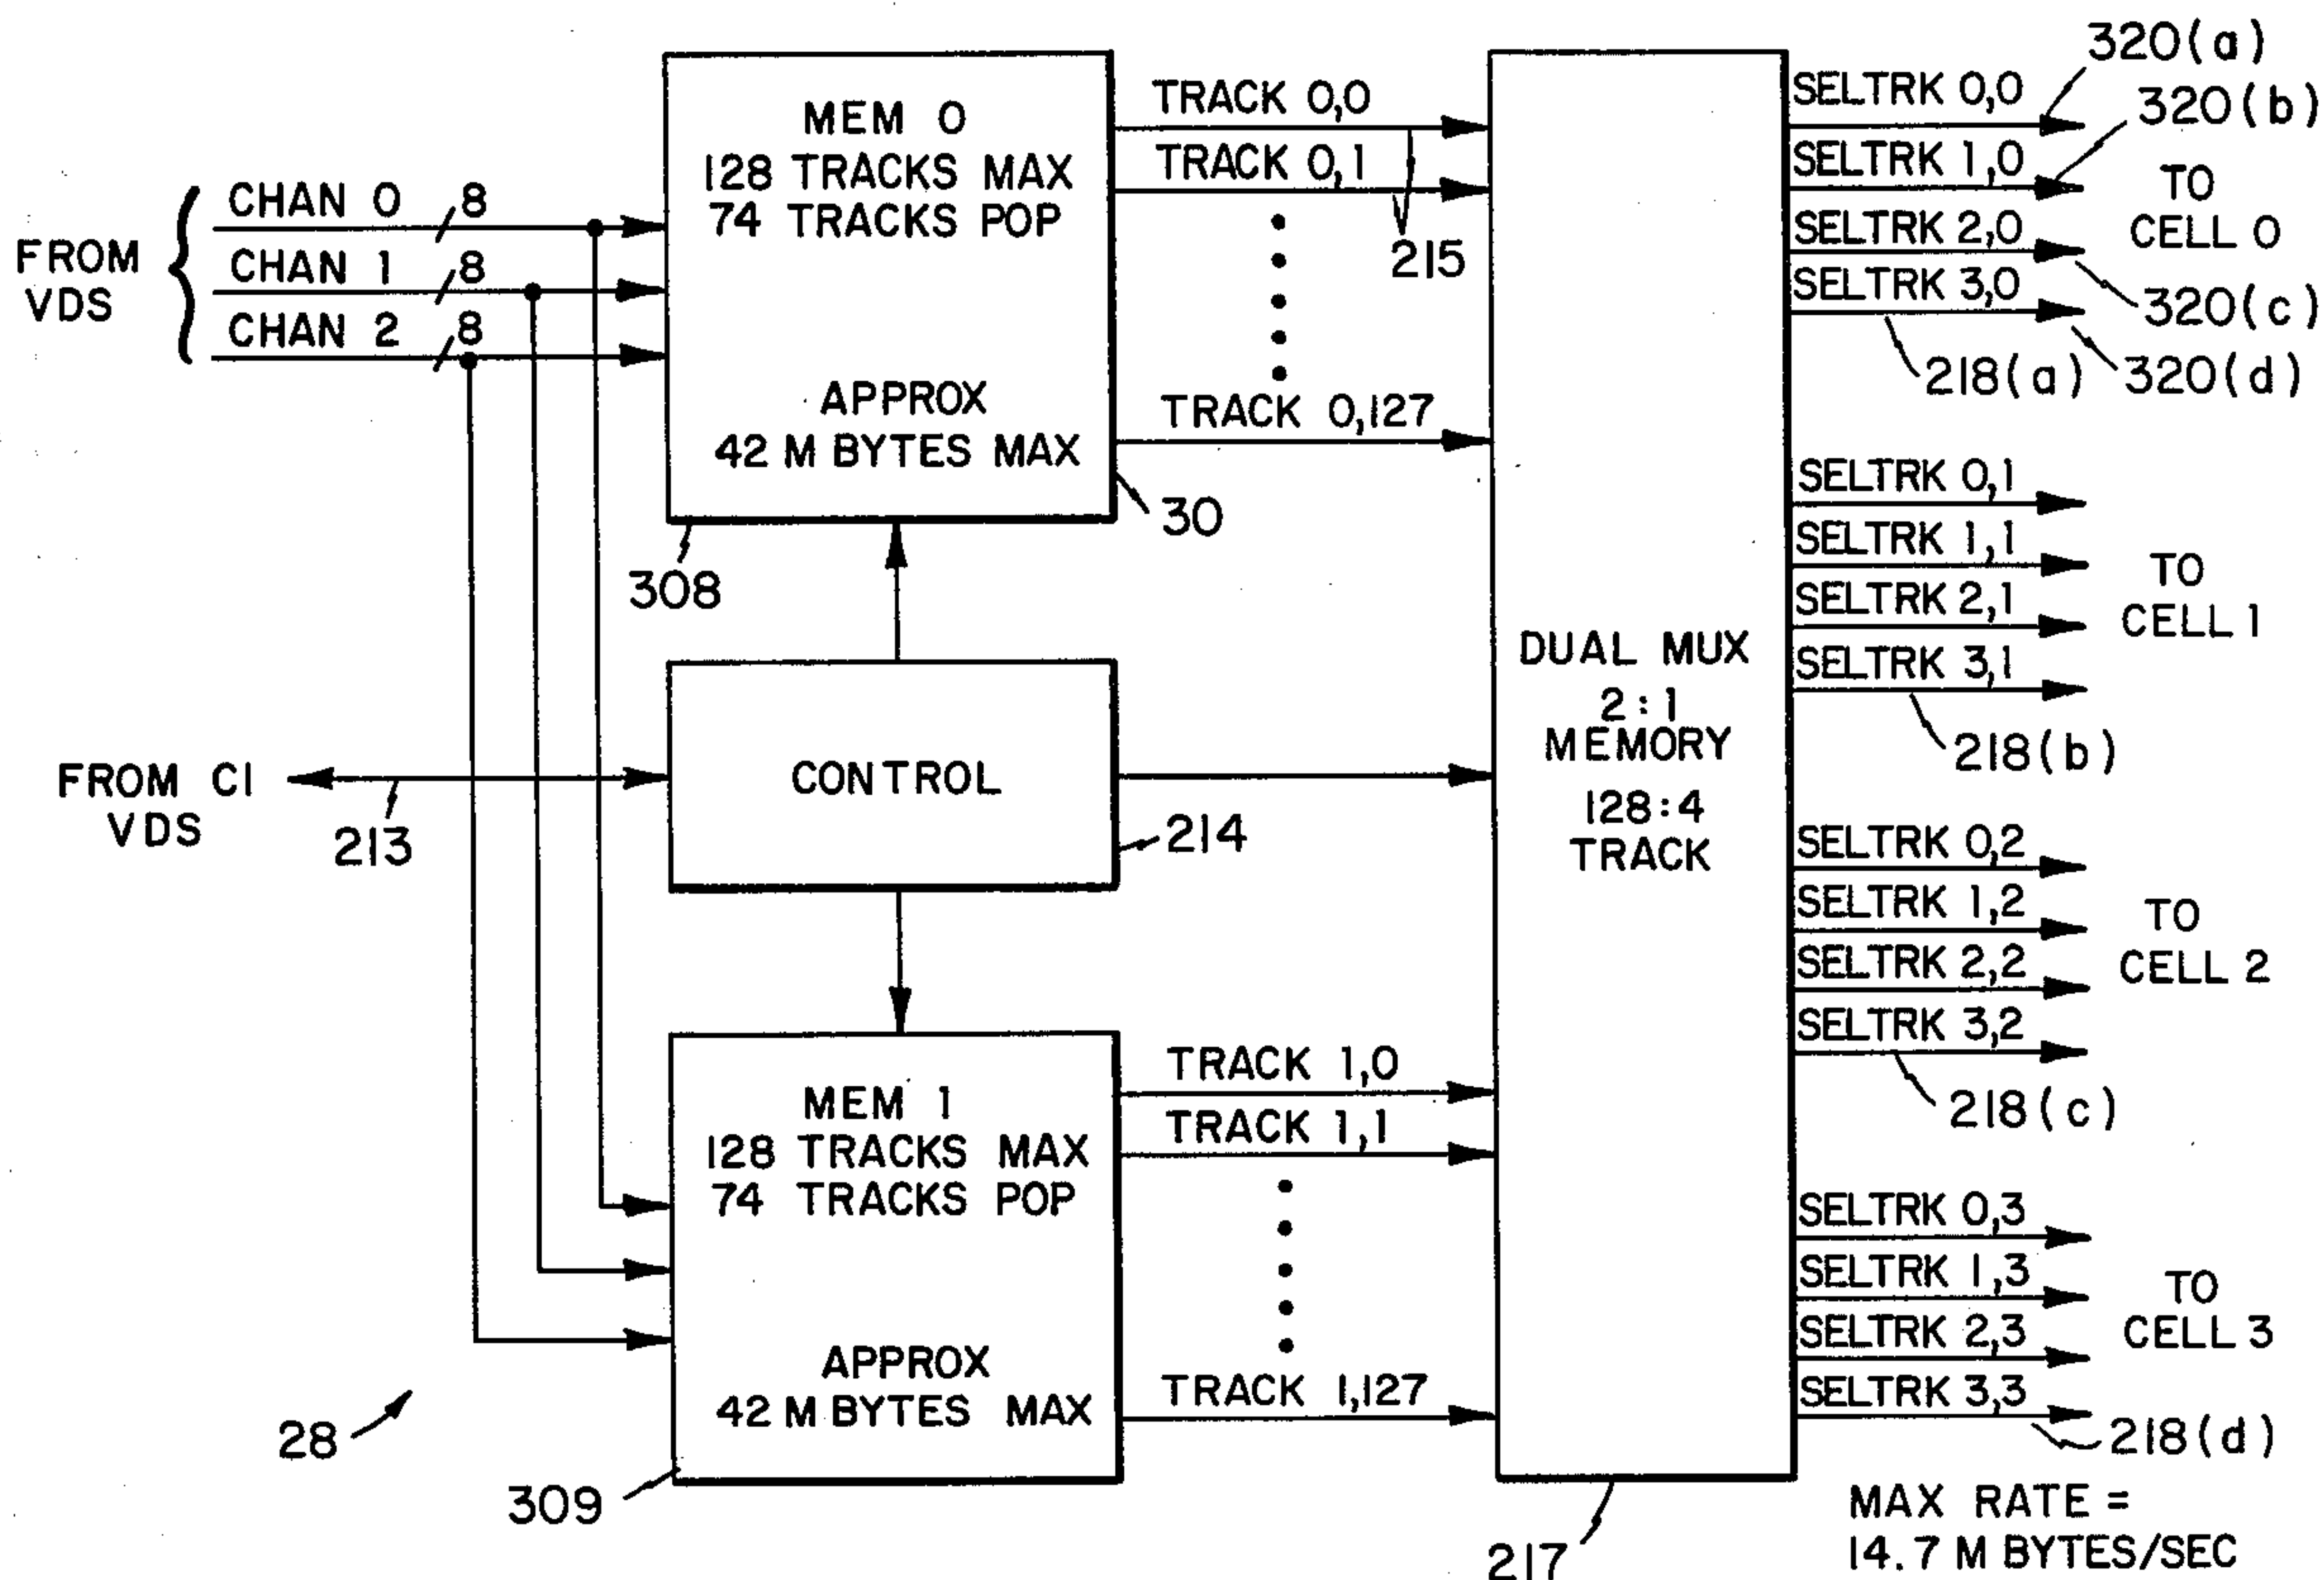 FROM
VDS
CHAN 0 8
CHAN 1 8
CHAN 2 8
MEM 0
128 TRACKS MAX
74 TRACKS POP
APPROX
42 M BYTES MAX
30
308
TRACK 0,0
TRACK 0,1
215
TRACK 0,127
FROM CI
VDS
213
CONTROL
214
MEM 1
128 TRACKS MAX
74 TRACKS POP
APPROX
42 M BYTES MAX
28
309
TRACK 1,0
TRACK 1,1
TRACK 1,127
DUAL MUX
2:1
MEMORY
128:4
TRACK
217
SELTRK 0,0
320(a)
SELTRK 1,0
320(b)
SELTRK 2,0
320(c)
SELTRK 3,0
320(d)
218(a)
TO
CELL 0
SELTRK 0,1
SELTRK 1,1
SELTRK 2,1
SELTRK 3,1
TO
CELL 1
218(b)
SELTRK 0,2
SELTRK 1,2
SELTRK 2,2
SELTRK 3,2
TO
CELL 2
218(c)
SELTRK 0,3
SELTRK 1,3
SELTRK 2,3
SELTRK 3,3
TO
CELL 3
218(d)
MAX RATE =
14.7 M BYTES/SEC